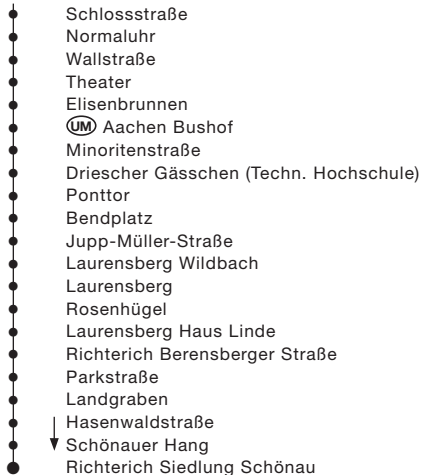 Schlossstraße
Normaluhr
Wallstraße
Theater
Elisenbrunnen
UM Aachen Bushof
Minoritenstraße
Driescher Gässchen (Techn. Hochschule)
Ponttor
Bendplatz
Jupp-Müller-Straße
Laurensberg Wildbach
Laurensberg
Rosenhügel
Laurensberg Haus Linde
Richterich Berensberger Straße
Parkstraße
Landgraben
Hasenwaldstraße
Schönauer Hang
Richterich Siedlung Schönau